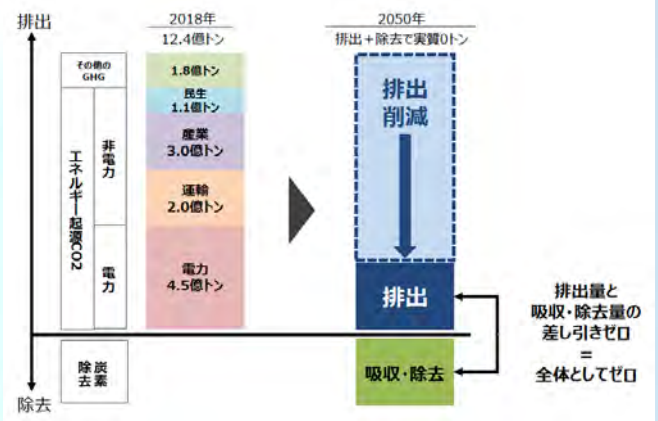 排出
2018年
12.4億トン
2050年
排出+除去で実質0トン
その他の
GHG
エネルギー起源CO2
非電力
電力
1.8億トン
民生
1.1億トン
産業
3.0億トン
運輸
2.0億トン
電力
4.5億トン
排出
削減
排出
排出量と
吸収・除去量の
差し引きゼロ
=
全体としてゼロ
炭素
除去
吸収・除去
除去